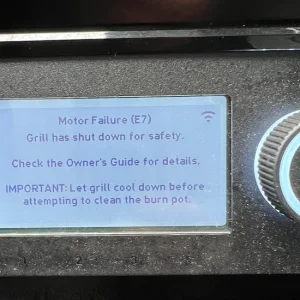 Motor Failure (E7)
Grill has shut down for safety.
Check the Owner's Guide for details.
IMPORTANT: Let grill cool down before
attempting to clean the burn pot.